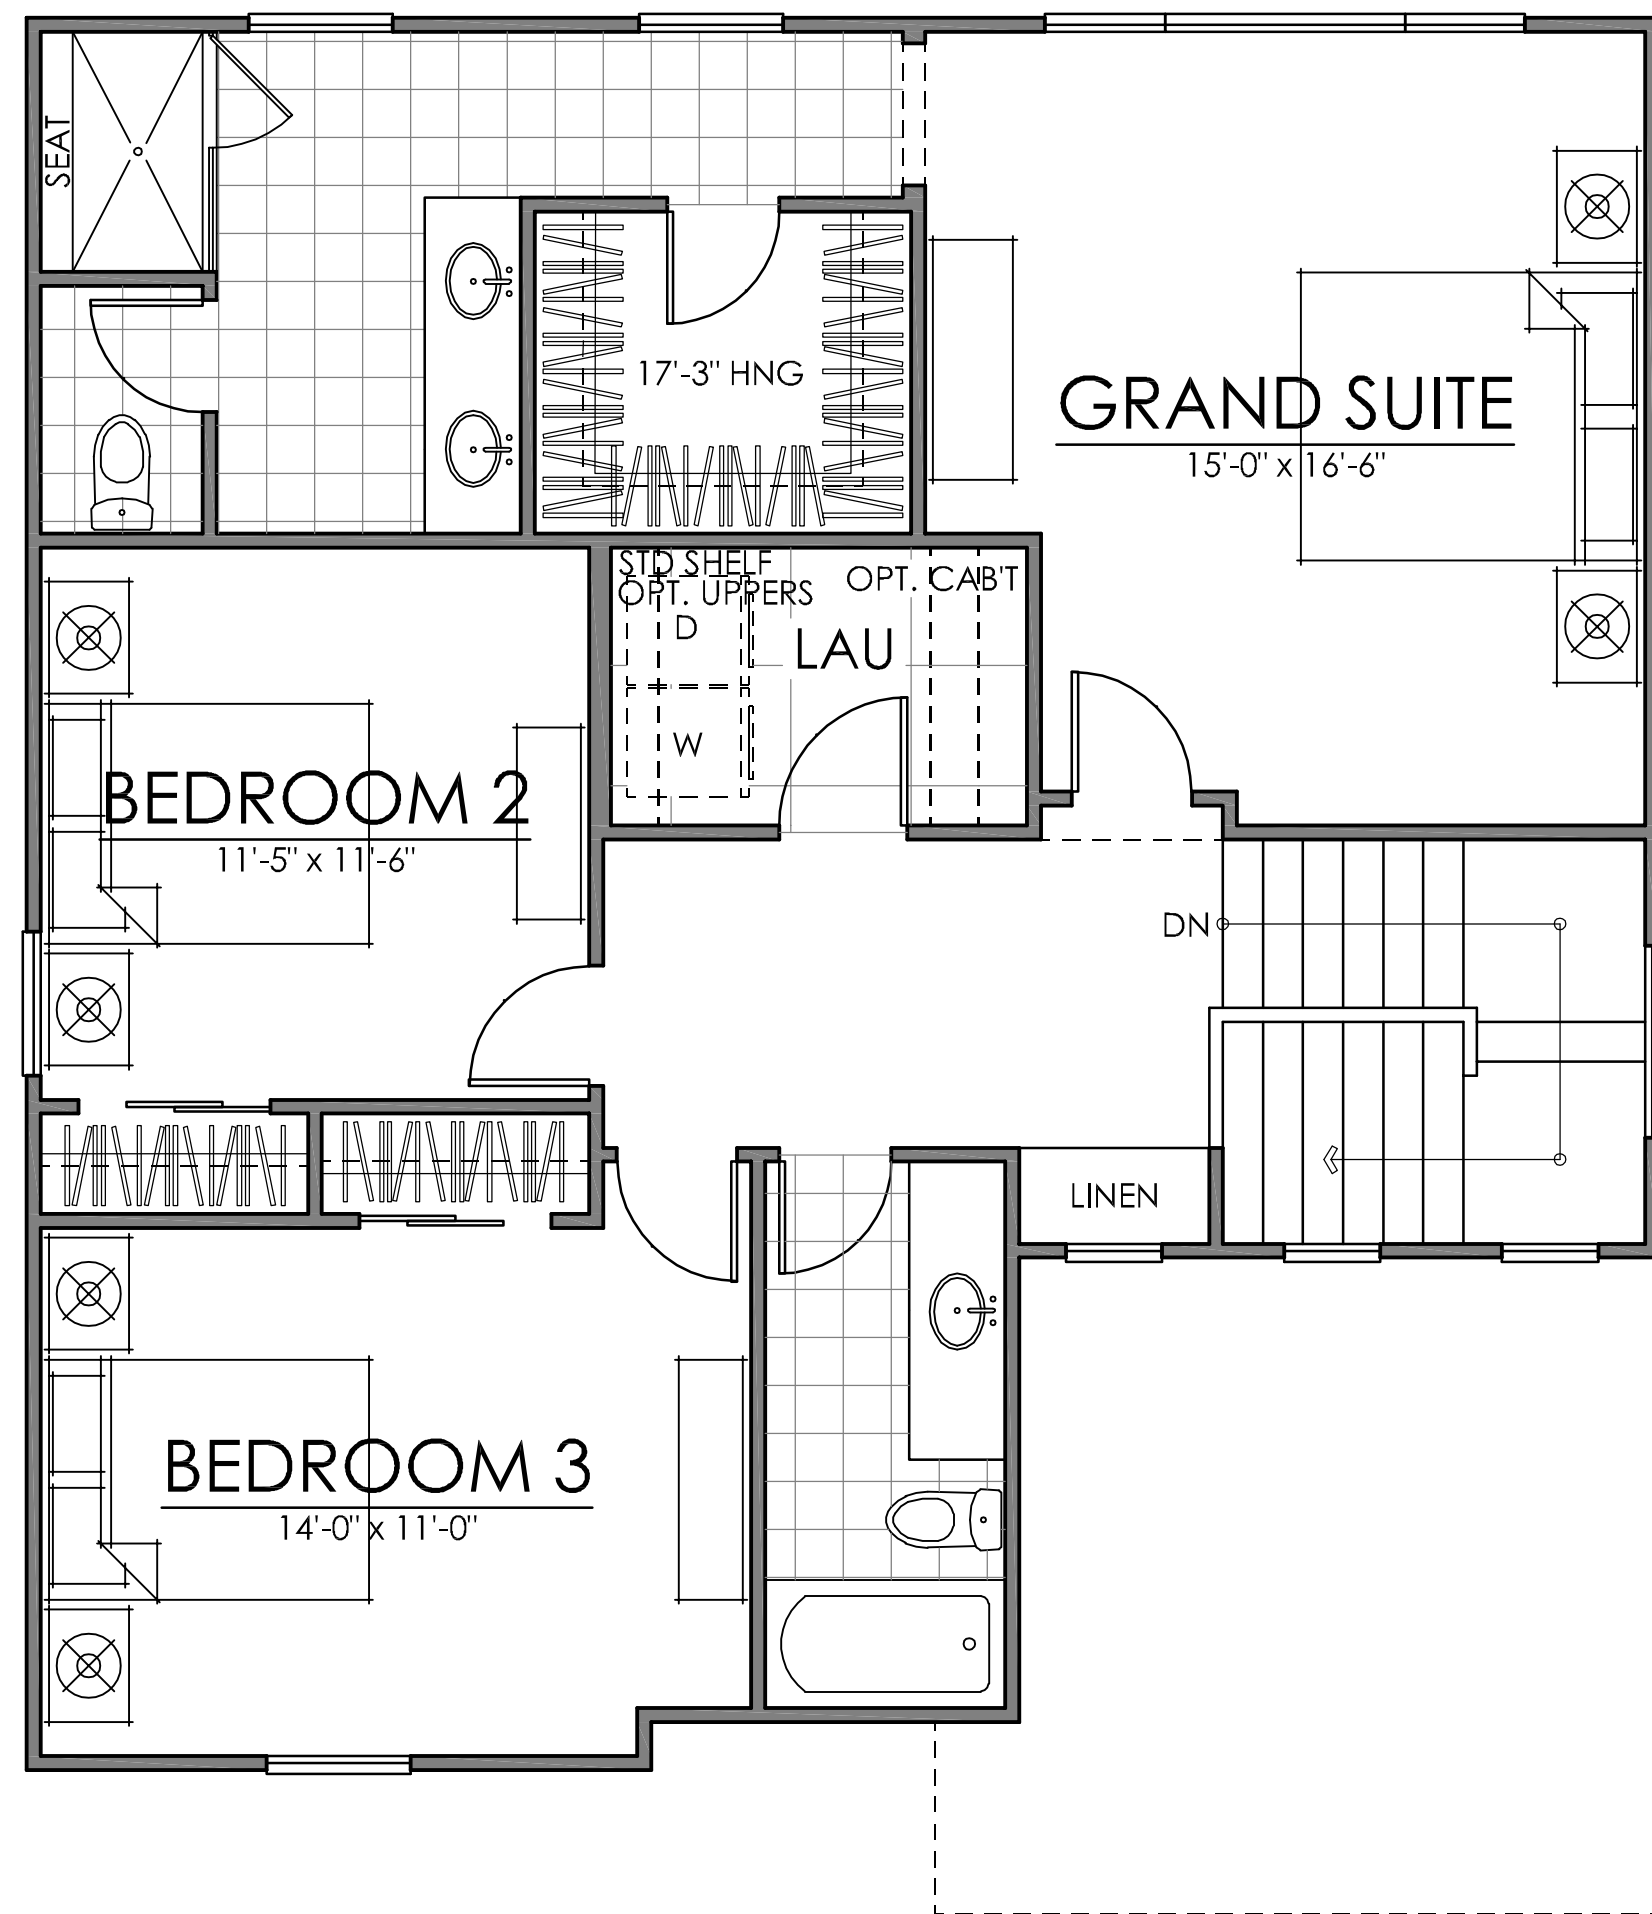 SEAT
17'-3" HNG
GRAND SUITE
15'-0" x 16'-6"
STD SHELF
OPT. UPPERS
OPT. CAB'T
D
LAU
W
BEDROOM 2
11'-5" x 11'-6"
DN
LINEN
BEDROOM 3
14'-0" x 11'-0"